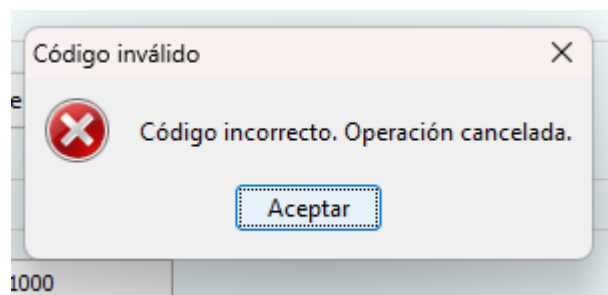 Código inválido
e
Código incorrecto. Operación cancelada.
Aceptar
1000